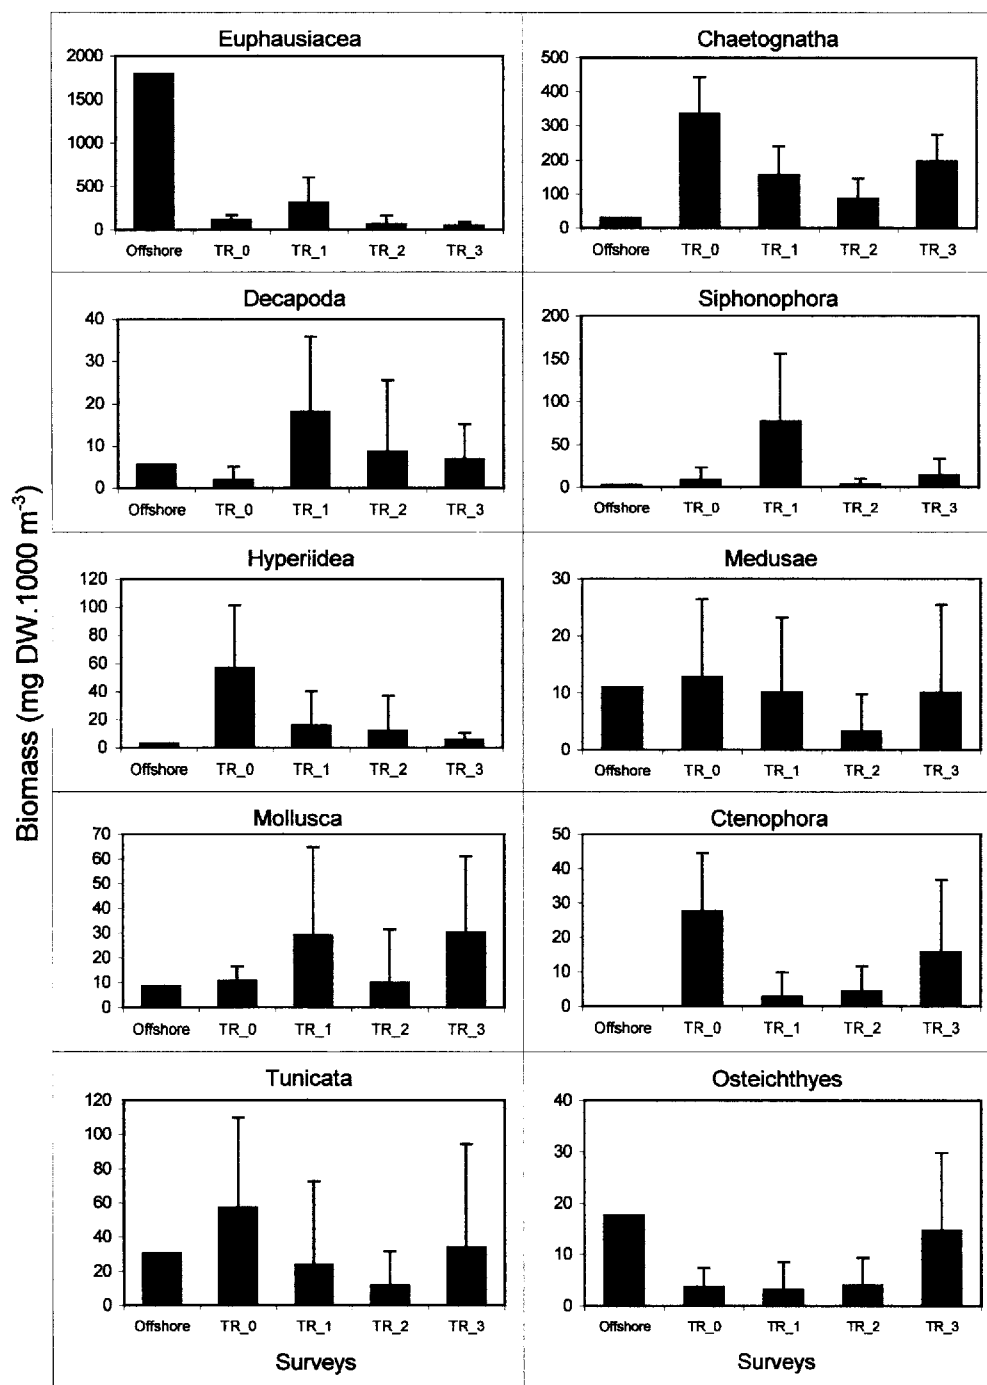 Biomass (mg DW.1000 m-3)
Euphausiacea
2000
1500
1000
500
0
Offshore TR_0 TR_1 TR_2 TR_3
Chaetognatha
500
400
300
200
100
0
Offshore TR_0 TR_1 TR_2 TR_3
Decapoda
40
30
20
10
0
Offshore TR_0 TR_1 TR_2 TR_3
Siphonophora
200
150
100
50
0
Offshore TR_0 TR_1 TR_2 TR_3
Hyperiidea
120
100
80
60
40
20
0
Offshore TR_0 TR_1 TR_2 TR_3
Medusae
30
20
10
0
Offshore TR_0 TR_1 TR_2 TR_3
Mollusca
70
60
50
40
30
20
10
0
Offshore TR_0 TR_1 TR_2 TR_3
Ctenophora
50
40
30
20
10
0
Offshore TR_0 TR_1 TR_2 TR_3
Tunicata
120
100
80
60
40
20
0
Offshore TR_0 TR_1 TR_2 TR_3
Surveys
Osteichthyes
40
30
20
10
0
Offshore TR_0 TR_1 TR_2 TR_3
Surveys